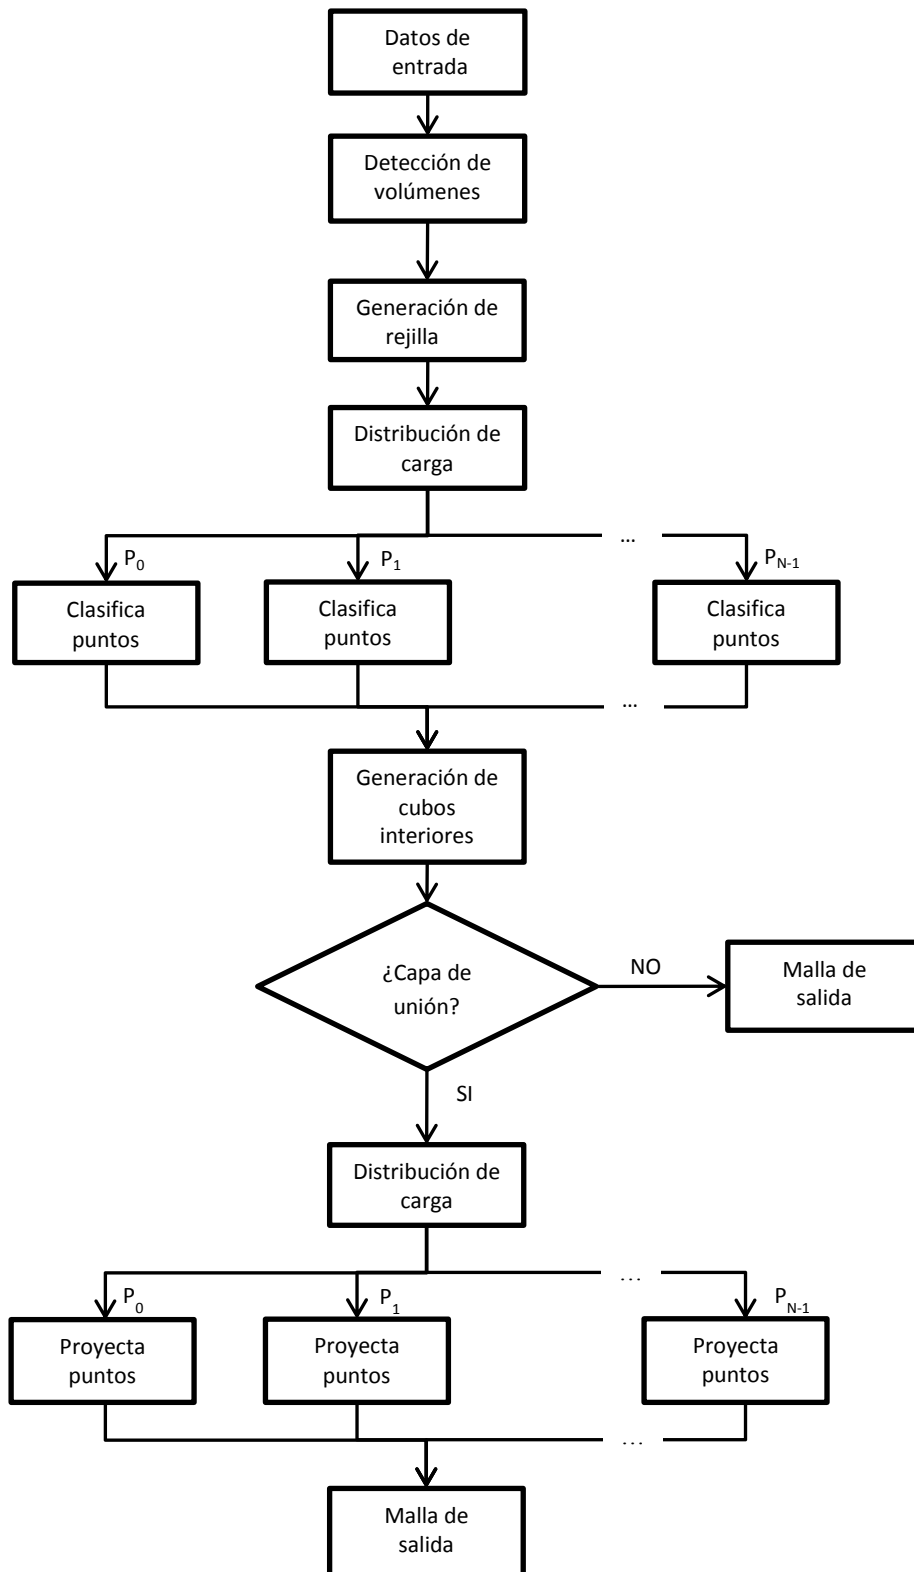 Datos de
entrada
Detección de
volúmenes
Generación de
rejilla
Distribución de
carga
...
P0
P1
PN-1
Clasifica
puntos
Clasifica
puntos
Clasifica
puntos
...
Generación de
cubos
interiores
¿Capa de
unión?
NO
Malla de
salida
SI
Distribución de
carga
...
P0
P1
PN-1
Proyecta
puntos
Proyecta
puntos
Proyecta
puntos
...
Malla de
salida